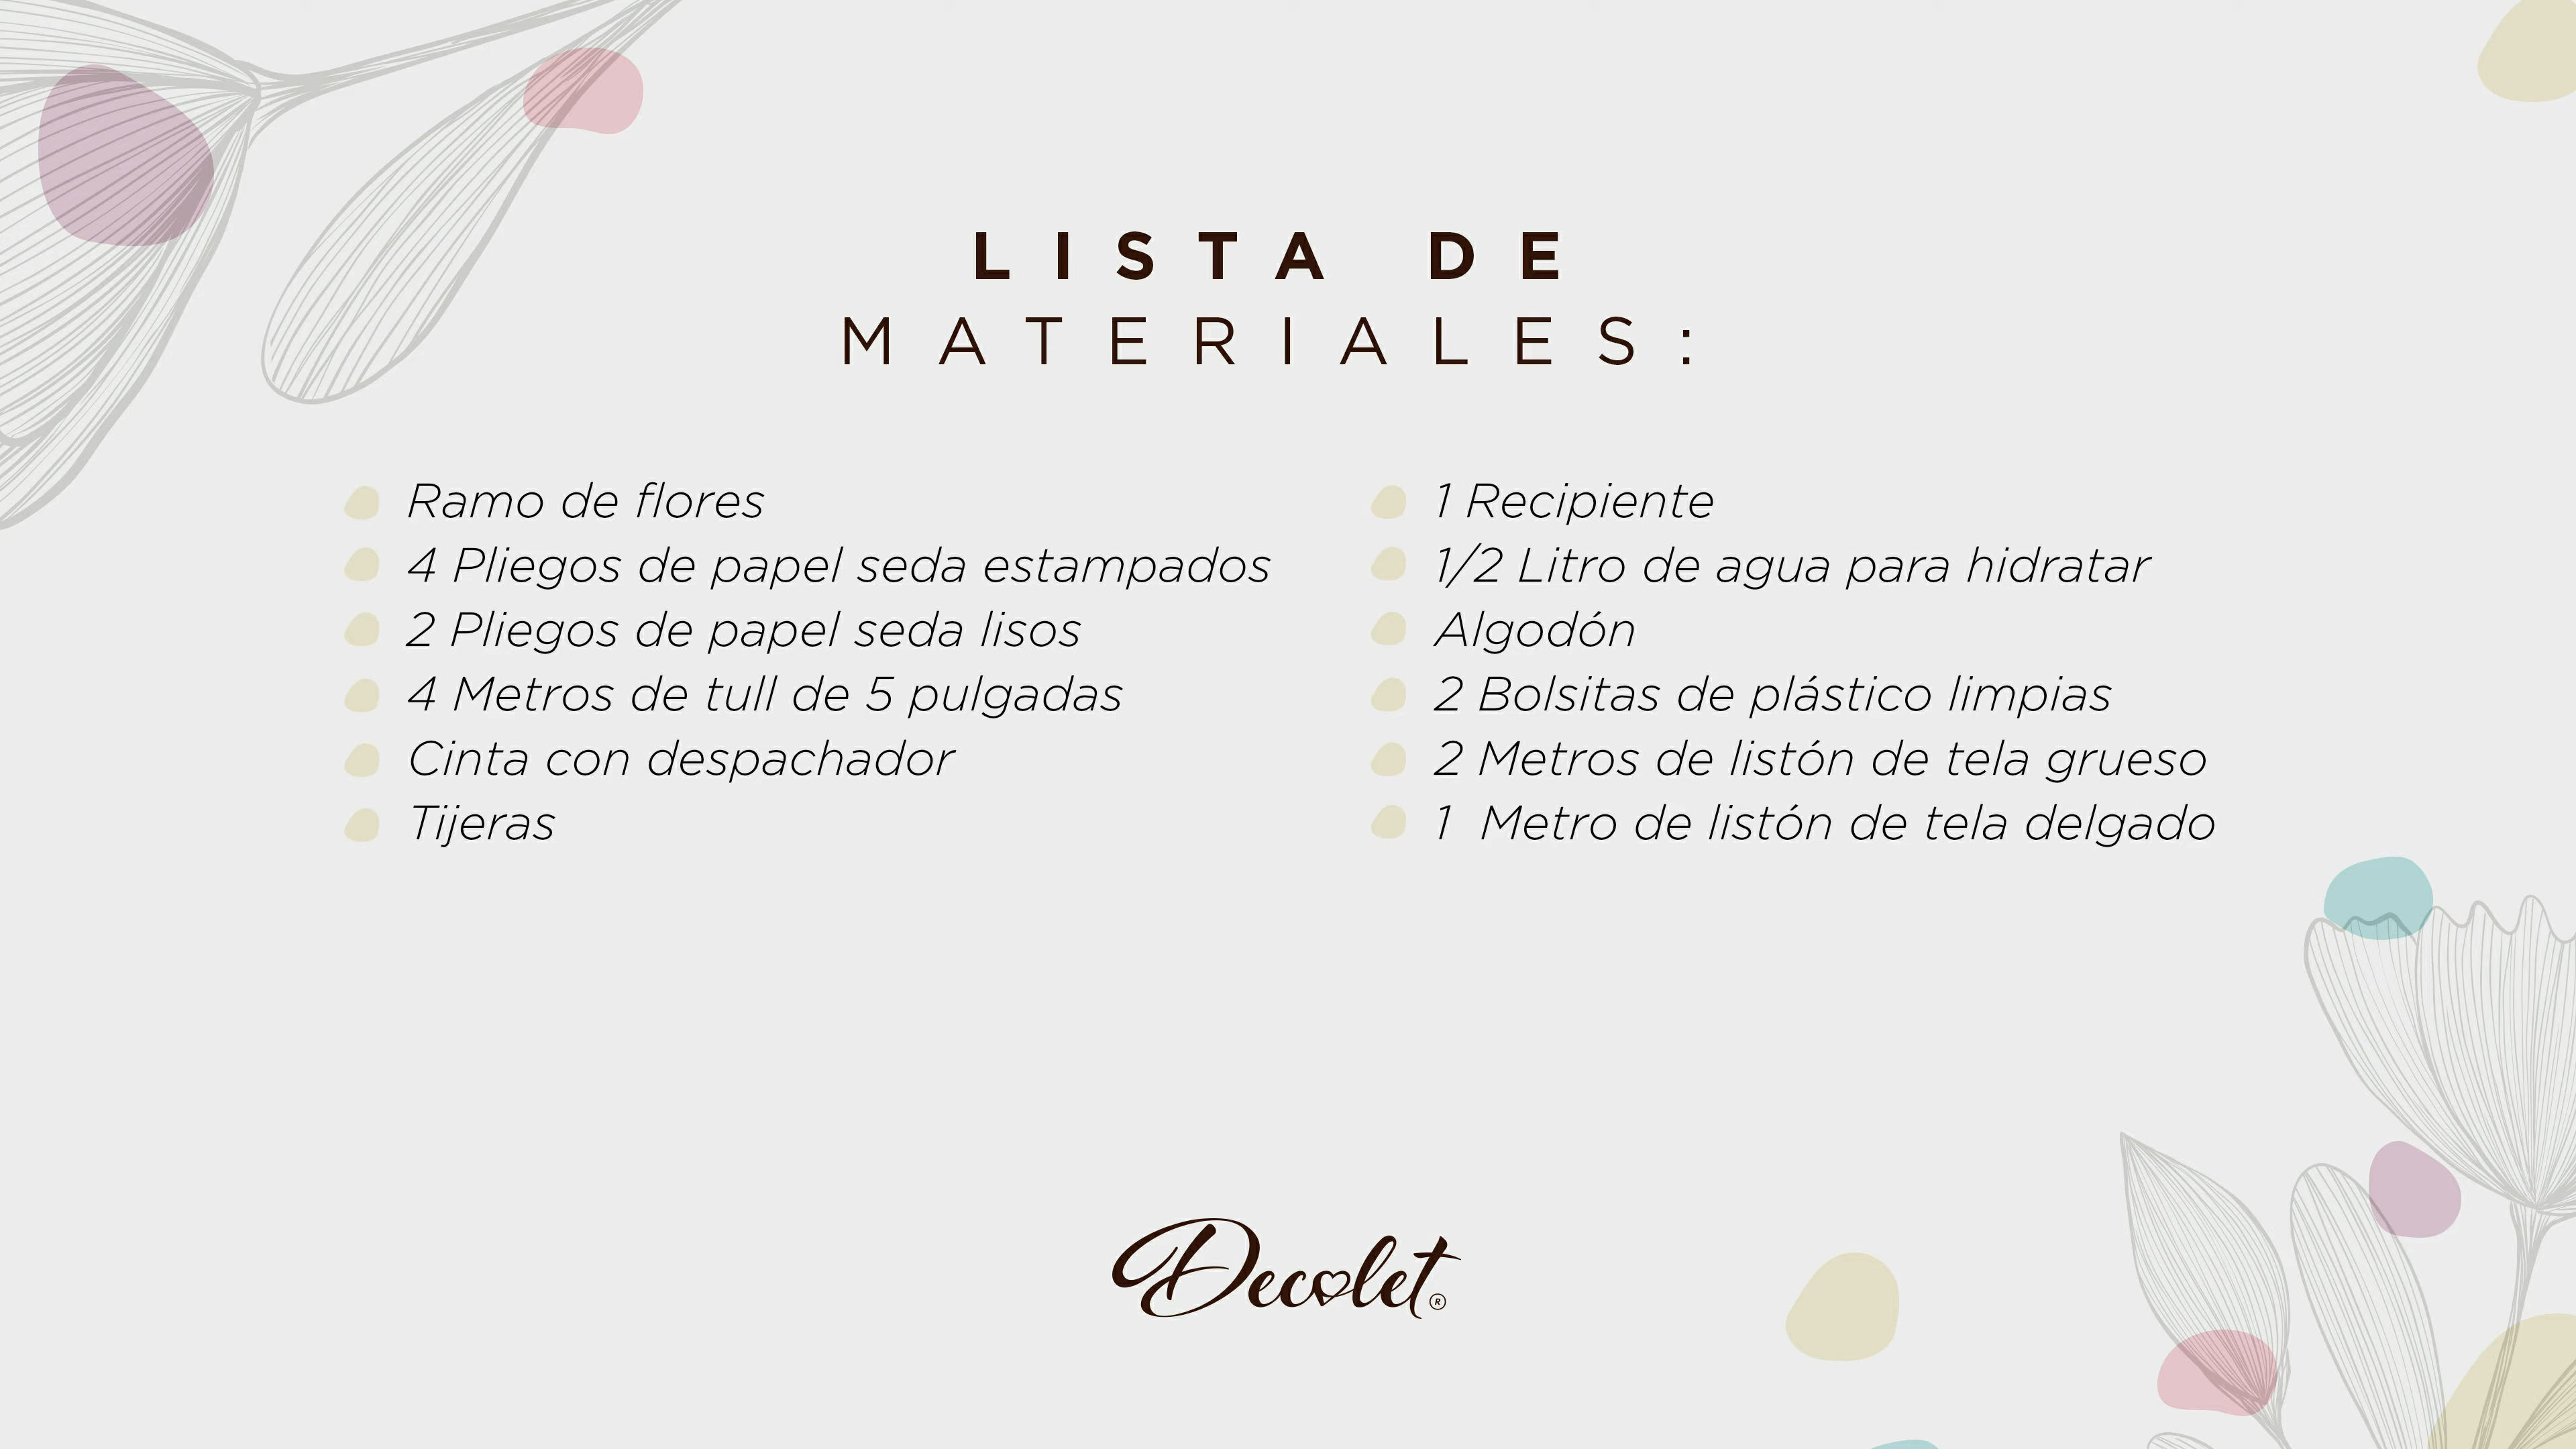 LISTA DE
MATERIALES:
Ramo de flores
4 Pliegos de papel seda estampados
2 Pliegos de papel seda lisos
4 Metros de tull de 5 pulgadas
Cinta con despachador
Tijeras
1 Recipiente
1/2 Litro de agua para hidratar
Algodón
2 Bolsitas de plástico limpias
2 Metros de listón de tela grueso
1 Metro de listón de tela delgado
Decolet®